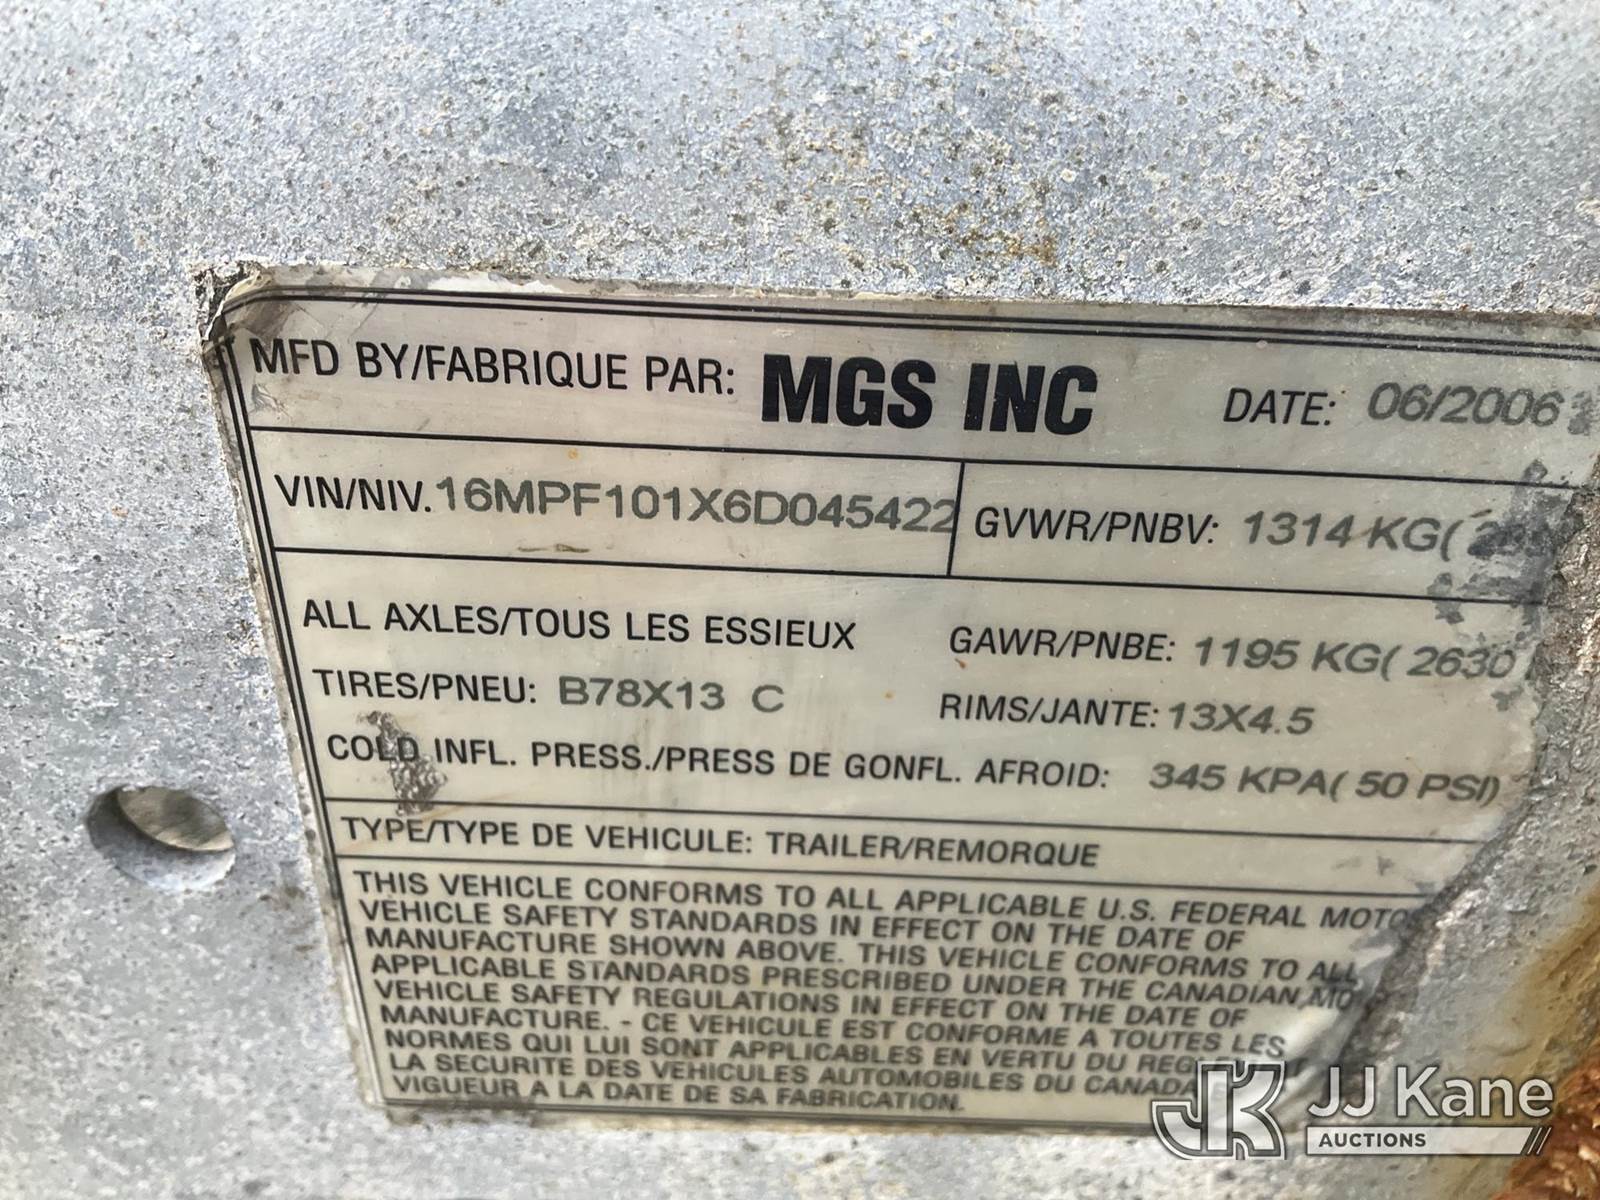 MFD BY/FABRIQUE PAR: MGS INC DATE: 06/2006
VIN/NIV. 16MPF101X6D045422 GVWR/PNBV: 1314 KG(
ALL AXLES/TOUS LES ESSIEUX GAWR/PNBE: 1195 KG( 2630
TIRES/PNEU: B78X13 C RIMS/JANTE: 13X4.5
COLD INFL. PRESS./PRESS DE GONFL. AFROID: 345 KPA( 50 PSI)
TYPE/TYPE DE VEHICULE: TRAILER/REMORQUE
THIS VEHICLE CONFORMS TO ALL APPLICABLE U.S. FEDERAL MOTO
VEHICLE SAFETY STANDARDS IN EFFECT ON THE DATE OF
MANUFACTURE SHOWN ABOVE. THIS VEHICLE CONFORMS TO ALL
APPLICABLE STANDARDS PRESCRIBED UNDER THE CANADIAN MO
VEHICLE SAFETY REGULATIONS IN EFFECT ON THE DATE OF
MANUFACTURE. - CE VEHICULE EST CONFORME A TOUTES LES
NORMES QUI LUI SONT APPLICABLES EN VERTU DU
LA SECURITE DES VEHICULES AUTOMOBILES DU CANADA
VIGUEUR A LA DATE DE SA FABRICATION.
JK JJ Kane
AUCTIONS